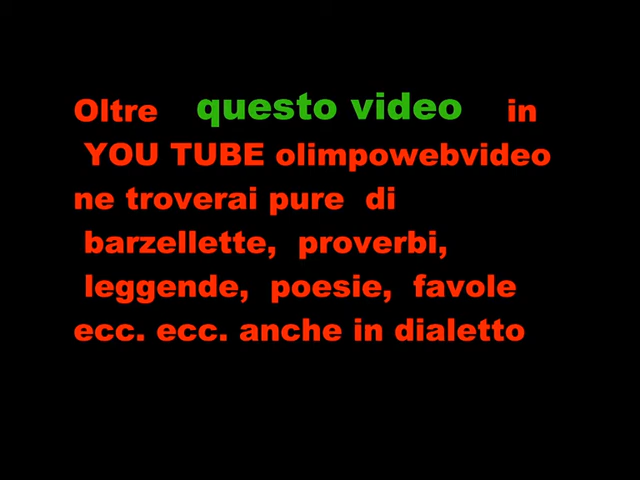 Oltre questo video in
YOU TUBE olimpowebvideo
ne troverai pure di
barzellette, proverbi,
leggende, poesie, favole
ecc. ecc. anche in dialetto